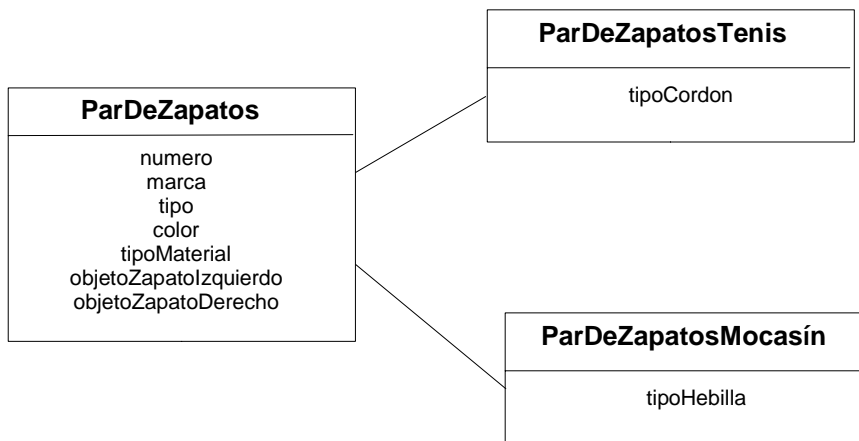 ParDeZapatos
numero
marca
tipo
color
tipoMaterial
objetoZapatoIzquierdo
objetoZapatoDerecho
ParDeZapatosTenis
tipoCordon
ParDeZapatosMocasín
tipoHebilla